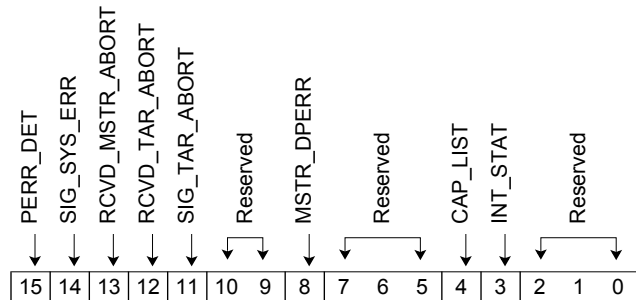 PERR_DET
SIG_SYS_ERR
RCVD_MSTR_ABORT
RCVD_TAR_ABORT
SIG_TAR_ABORT
Reserved
MSTR_DPERR
Reserved
CAP_LIST
INT_STAT
Reserved
15 14 13 12 11 10 9 8 7 6 5 4 3 2 1 0